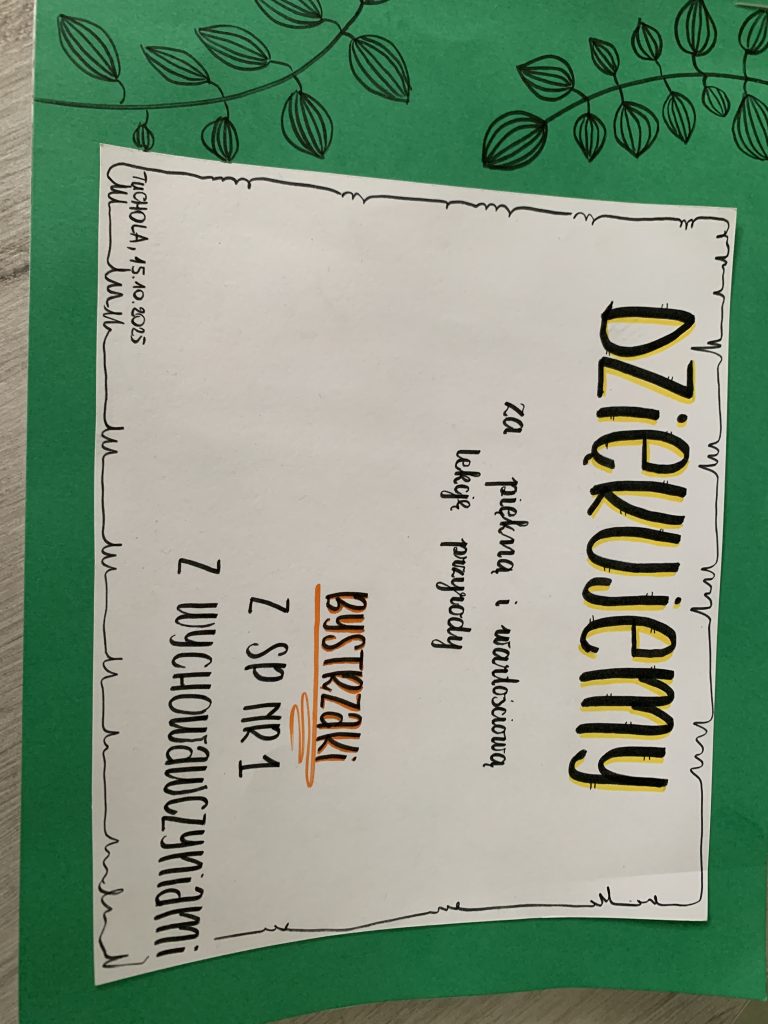 DZIĘKUJEMY
za piękną i wartościową
lekcję przyrody
BYSTRZAKI
Z SP NR 1
Z WYCHOWAWCZYNIAMI
TUCHOLA, 15.10.2025